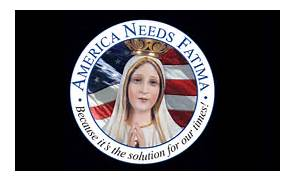 AMERICA NEEDS FATIMA
• Because it's the solution for our times! •